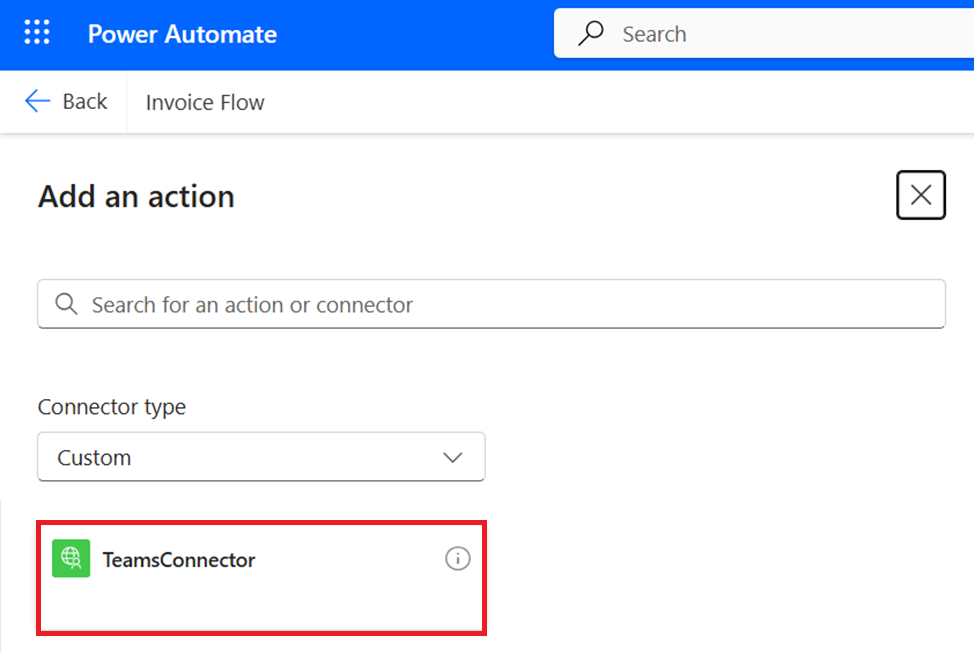 Power Automate
Search
Back
Invoice Flow
Add an action
Search for an action or connector
Connector type
Custom
TeamsConnector